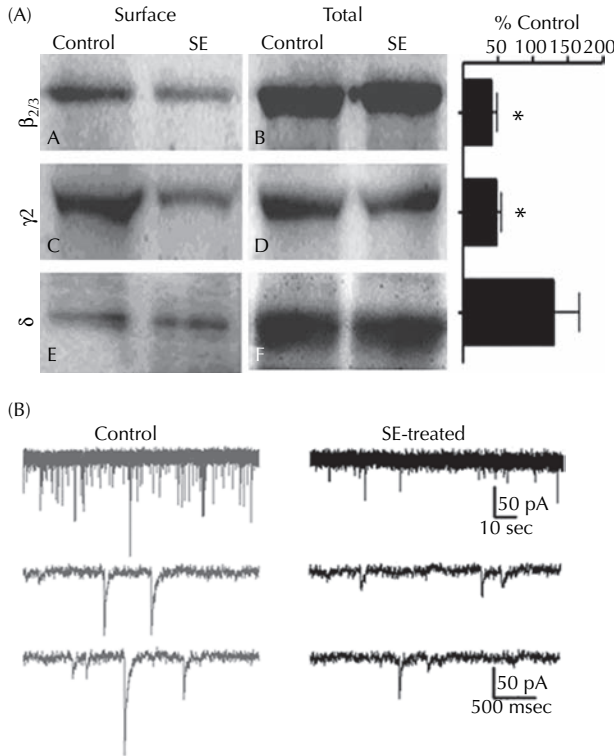 (A)
Surface Total
Control SE Control SE
% Control
50 100 150 200
β2/3
A B
*
γ2
C D
*
δ
E F
(B)
Control SE-treated
50 pA
10 sec
50 pA
500 msec